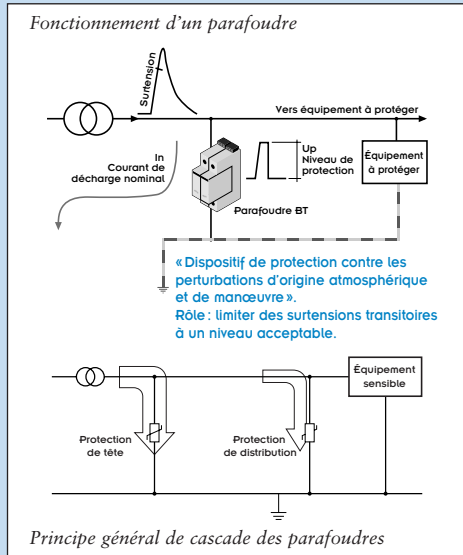 Fonctionnement d'un parafoudre
Surtension
Vers équipement à protéger
In
Courant de
décharge nominal
Up
Niveau de
protection
Équipement
à protéger
Parafoudre BT
« Dispositif de protection contre les
perturbations d'origine atmosphérique
et de manœuvre ».
Rôle : limiter des surtensions transitoires
à un niveau acceptable.
Équipement
sensible
Protection
de tête
Protection
de distribution
Principe général de cascade des parafoudres